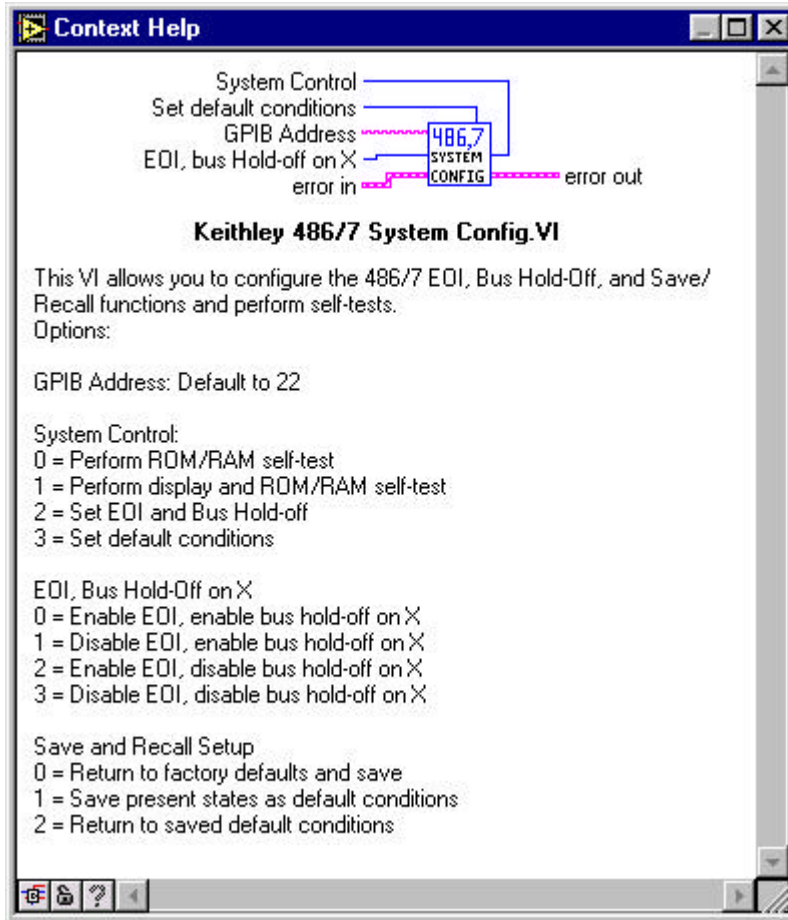 Context Help
System Control
Set default conditions
GPIB Address
EOI, bus Hold-off on X
error in
486,7
SYSTEM
CONFIG
error out
Keithley 486/7 System Config.VI
This VI allows you to configure the 486/7 EOI, Bus Hold-Off, and Save/
Recall functions and perform self-tests.
Options:
GPIB Address: Default to 22
System Control:
0 = Perform ROM/RAM self-test
1 = Perform display and ROM/RAM self-test
2 = Set EOI and Bus Hold-off
3 = Set default conditions
EOI, Bus Hold-Off on X
0 = Enable EOI, enable bus hold-off on X
1 = Disable EOI, enable bus hold-off on X
2 = Enable EOI, disable bus hold-off on X
3 = Disable EOI, disable bus hold-off on X
Save and Recall Setup
0 = Return to factory defaults and save
1 = Save present states as default conditions
2 = Return to saved default conditions
?